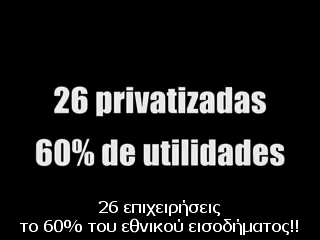 26 privatizadas
60% de utilidades
26 επιχειρήσεις
το 60% του εθνικού εισοδήματος!!